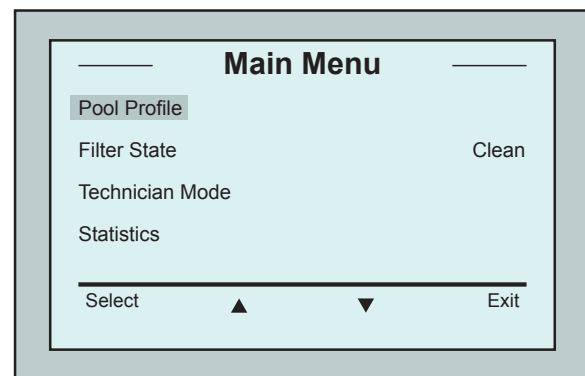 Main Menu
Pool Profile
Filter State Clean
Technician Mode
Statistics
Select ▲ ▼ Exit